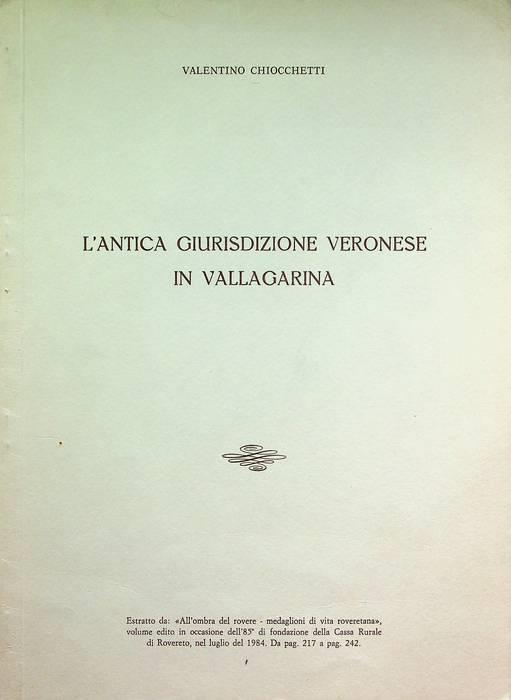 VALENTINO CHIOCCHETTI
L'ANTICA GIURISDIZIONE VERONESE
IN VALLAGARINA
Estratto da: «All'ombra del rovere - medaglioni di vita roveretana»,
volume edito in occasione dell'85° di fondazione della Cassa Rurale
di Rovereto, nel luglio del 1984. Da pag. 217 a pag. 242.